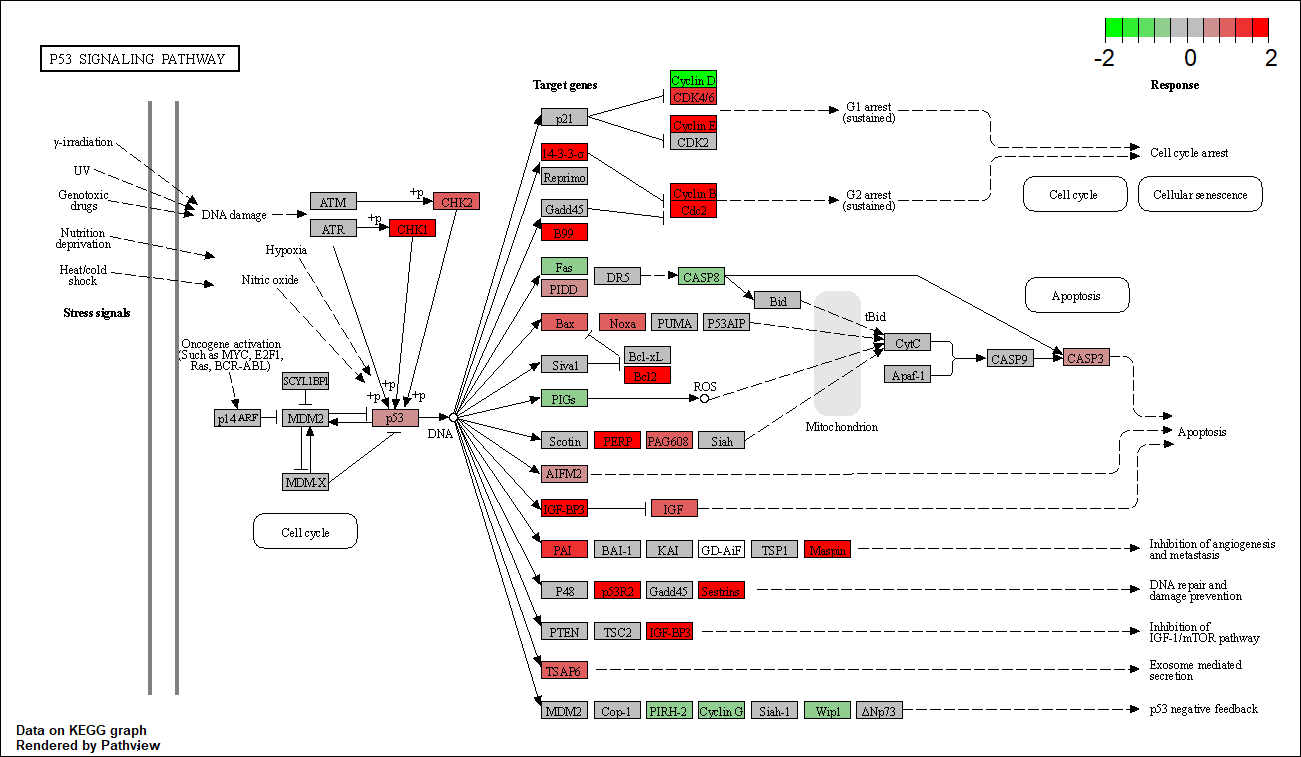 -2 0 2
P53 SIGNALING PATHWAY
Target genes
Response
γ-irradiation
UV
Genotoxic
drugs
Nutrition
deprivation
Heat/cold
shock
Stress signals
DNA damage
ATM
+p
CHK2
ATR
+p
CHK1
Hypoxia
Nitric oxide
Oncogene activation
(Such as MYC, E2F1,
Ras, BCR-ABL)
SCYL1BP1
p14ARF
MDM2
+p
+p
+p
p53
DNA
MDM-X
Cell cycle
p21
Cyclin D
CDK4/6
Cyclin E
CDK2
G1 arrest
(sustained)
14-3-3-σ
Reprimo
Gadd45
B99
Cyclin B
Cdc2
G2 arrest
(sustained)
Cell cycle arrest
Cell cycle
Cellular senescence
Fas
PIDD
DR5
CASP8
Bid
tBid
Apoptosis
Bax
Noxa
PUMA
P53AIP
CytC
CASP9
CASP3
Siva1
Bcl-xL
Bcl2
Apaf-1
PIGs
ROS
Mitochondrion
Scotin
PERP
PAG608
Siah
Apoptosis
AIFM2
IGF-BP3
IGF
PAI
BAI-1
KAI
GD-AiF
TSP1
Maspin
Inhibition of angiogenesis
and metastasis
P48
p53R2
Gadd45
Sestrins
DNA repair and
damage prevention
PTEN
TSC2
IGF-BP3
Inhibition of
IGF-1/mTOR pathway
TSAP6
Exosome mediated
secretion
MDM2
Cop-1
PIRH-2
Cyclin G
Siah-1
Wip1
ΔNp73
p53 negative feedback
Data on KEGG graph
Rendered by Pathview